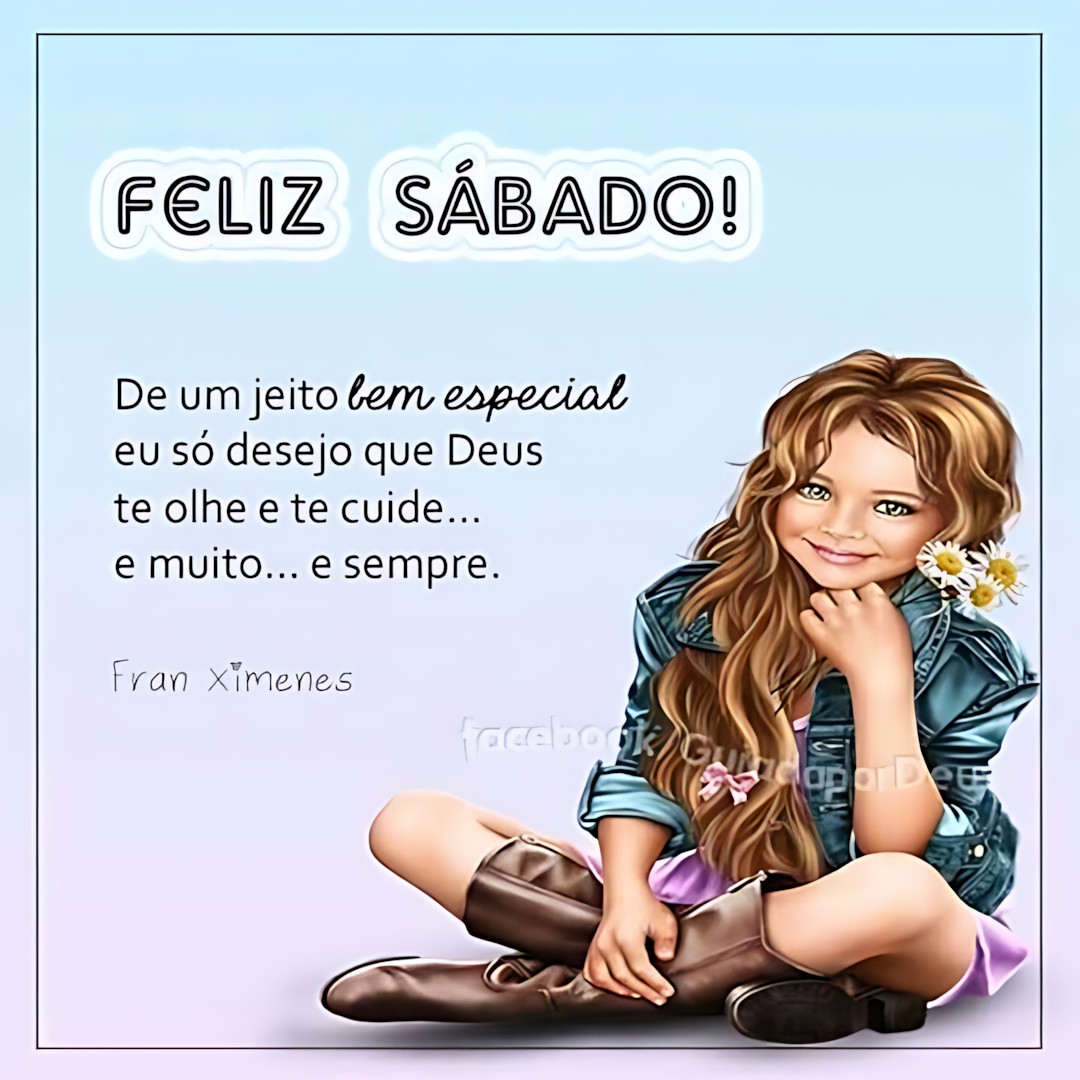 FELIZ SÁBADO!
De um jeito bem especial
eu só desejo que Deus
te olhe e te cuide...
e muito... e sempre.
Fran Ximenes
facebook GuiadaporDeus